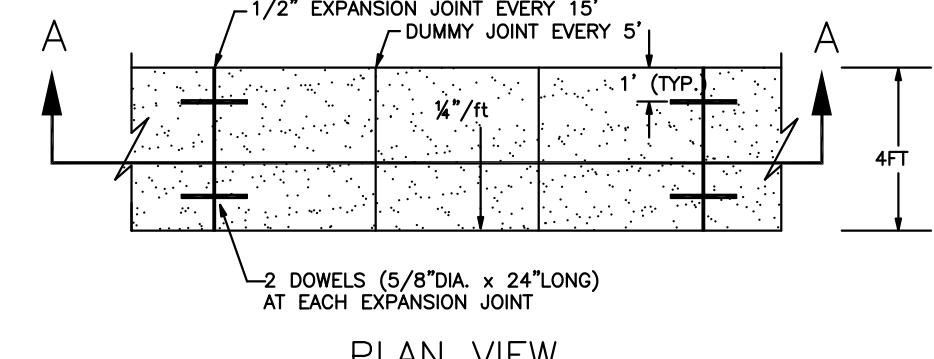 1/2" EXPANSION JOINT EVERY 15'
DUMMY JOINT EVERY 5'
A
A
1' (TYP.)
¼"/ft
4FT
2 DOWELS (5/8"DIA. x 24"LONG)
AT EACH EXPANSION JOINT
PLAN VIEW